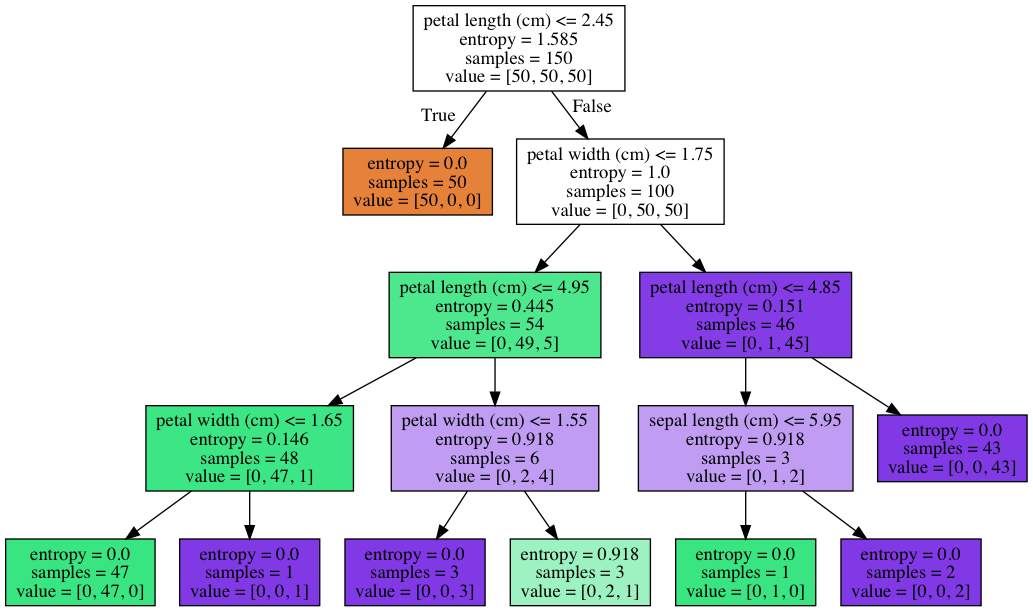 petal length (cm) <= 2.45
entropy = 1.585
samples = 150
value = [50, 50, 50]
True
False
entropy = 0.0
samples = 50
value = [50, 0, 0]
petal width (cm) <= 1.75
entropy = 1.0
samples = 100
value = [0, 50, 50]
petal length (cm) <= 4.95
entropy = 0.445
samples = 54
value = [0, 49, 5]
petal length (cm) <= 4.85
entropy = 0.151
samples = 46
value = [0, 1, 45]
petal width (cm) <= 1.65
entropy = 0.146
samples = 48
value = [0, 47, 1]
petal width (cm) <= 1.55
entropy = 0.918
samples = 6
value = [0, 2, 4]
sepal length (cm) <= 5.95
entropy = 0.918
samples = 3
value = [0, 1, 2]
entropy = 0.0
samples = 43
value = [0, 0, 43]
entropy = 0.0
samples = 47
value = [0, 47, 0]
entropy = 0.0
samples = 1
value = [0, 0, 1]
entropy = 0.0
samples = 3
value = [0, 0, 3]
entropy = 0.918
samples = 3
value = [0, 2, 1]
entropy = 0.0
samples = 1
value = [0, 1, 0]
entropy = 0.0
samples = 2
value = [0, 0, 2]